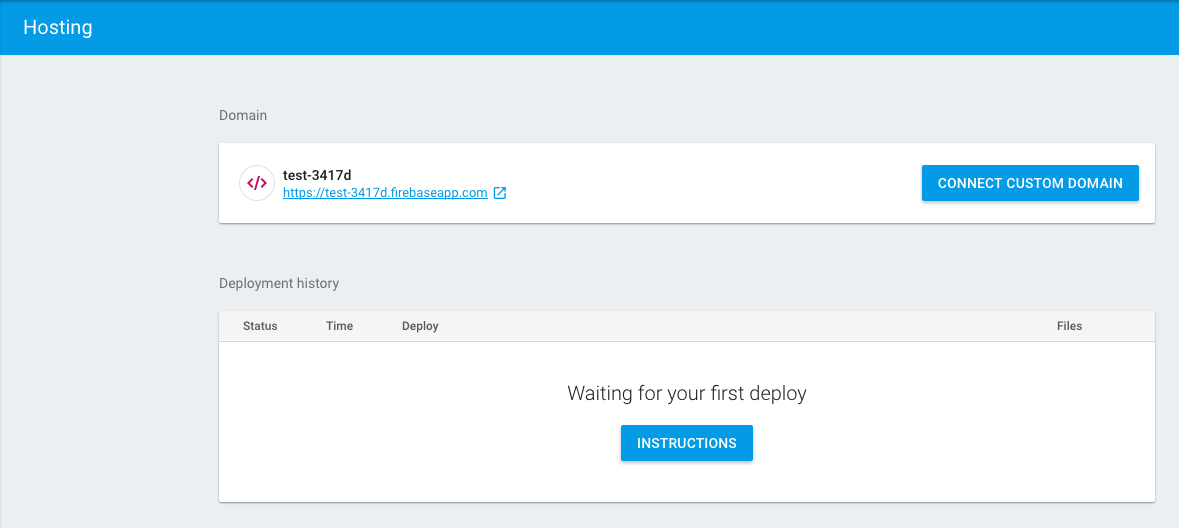 Hosting
Domain
</> test-3417d
https://test-3417d.firebaseapp.com
CONNECT CUSTOM DOMAIN
Deployment history
Status Time Deploy Files
Waiting for your first deploy
INSTRUCTIONS